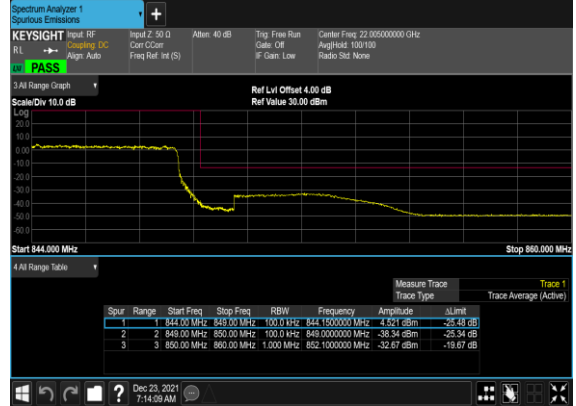 Spectrum Analyzer 1
Spurious Emissions
KEYSIGHT Input: RF Input Z: 50 Ω Atten: 40 dB Trig: Free Run Center Freq: 22.005000000 GHz
RL Coupling: DC Corr CCorr Gate: Off Avg|Hold: 100/100
Align: Auto Freq Ref: Int (S) IF Gain: Low Radio Std: None
LW PASS
3 All Range Graph
Ref Lvl Offset 4.00 dB
Scale/Div 10.0 dB Ref Value 30.00 dBm
Log
20.0
10.0
0.00
-10.0
-20.0
-30.0
-40.0
-50.0
-60.0
Start 844.000 MHz Stop 860.000 MHz
4 All Range Table
Measure Trace Trace 1
Trace Type Trace Average (Active)
Spur Range Start Freq Stop Freq RBW Frequency Amplitude ΔLimit
1 1 844.00 MHz 849.00 MHz 100.0 kHz 844.1500000 MHz 4.521 dBm -25.48 dB
2 2 849.00 MHz 850.00 MHz 100.0 kHz 849.0000000 MHz -38.34 dBm -25.34 dB
3 3 850.00 MHz 860.00 MHz 1.000 MHz 852.1000000 MHz -32.67 dBm -19.67 dB
? Dec 23, 2021
7:14:09 AM